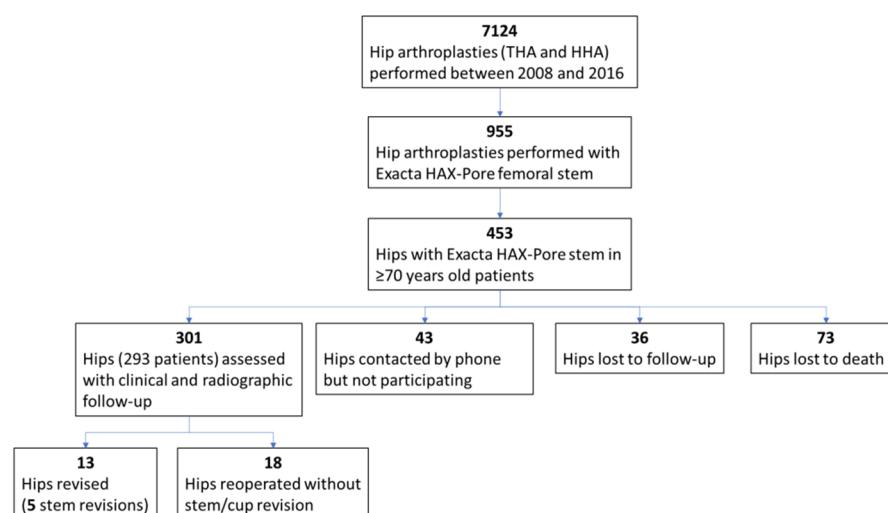 7124
Hip arthroplasties (THA and HHA)
performed between 2008 and 2016
955
Hip arthroplasties performed with
Exacta HAX-Pore femoral stem
453
Hips with Exacta HAX-Pore stem in
≥70 years old patients
301
Hips (293 patients) assessed
with clinical and radiographic
follow-up
43
Hips contacted by phone
but not participating
36
Hips lost to follow-up
73
Hips lost to death
13
Hips revised
(5 stem revisions)
18
Hips reoperated without
stem/cup revision